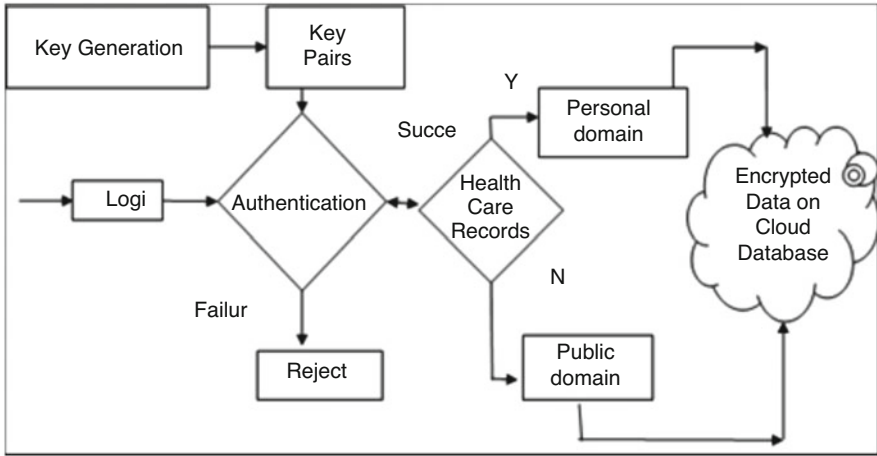 Key Generation
Key
Pairs
Y
Personal
domain
Succe
Logi
Authentication
Health
Care
Records
Encrypted
Data on
Cloud
Database
N
Failur
Reject
Public
domain